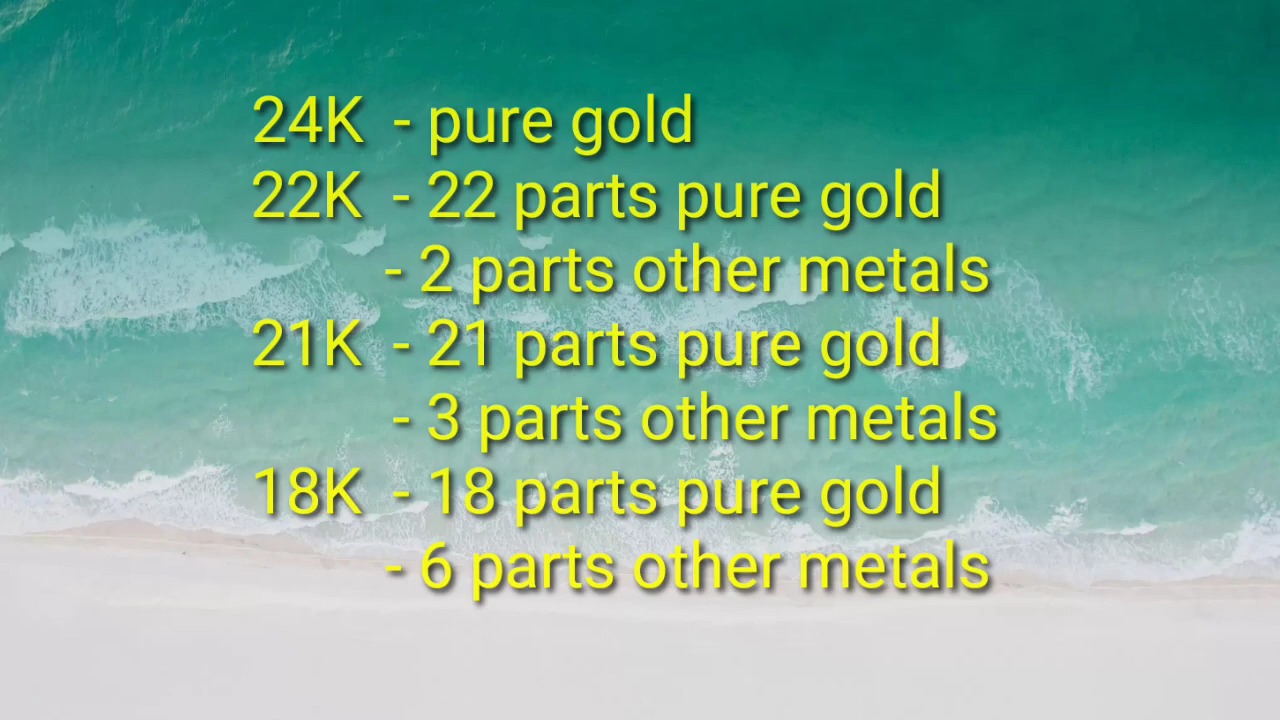 24K - pure gold
22K - 22 parts pure gold
- 2 parts other metals
21K - 21 parts pure gold
- 3 parts other metals
18K - 18 parts pure gold
- 6 parts other metals